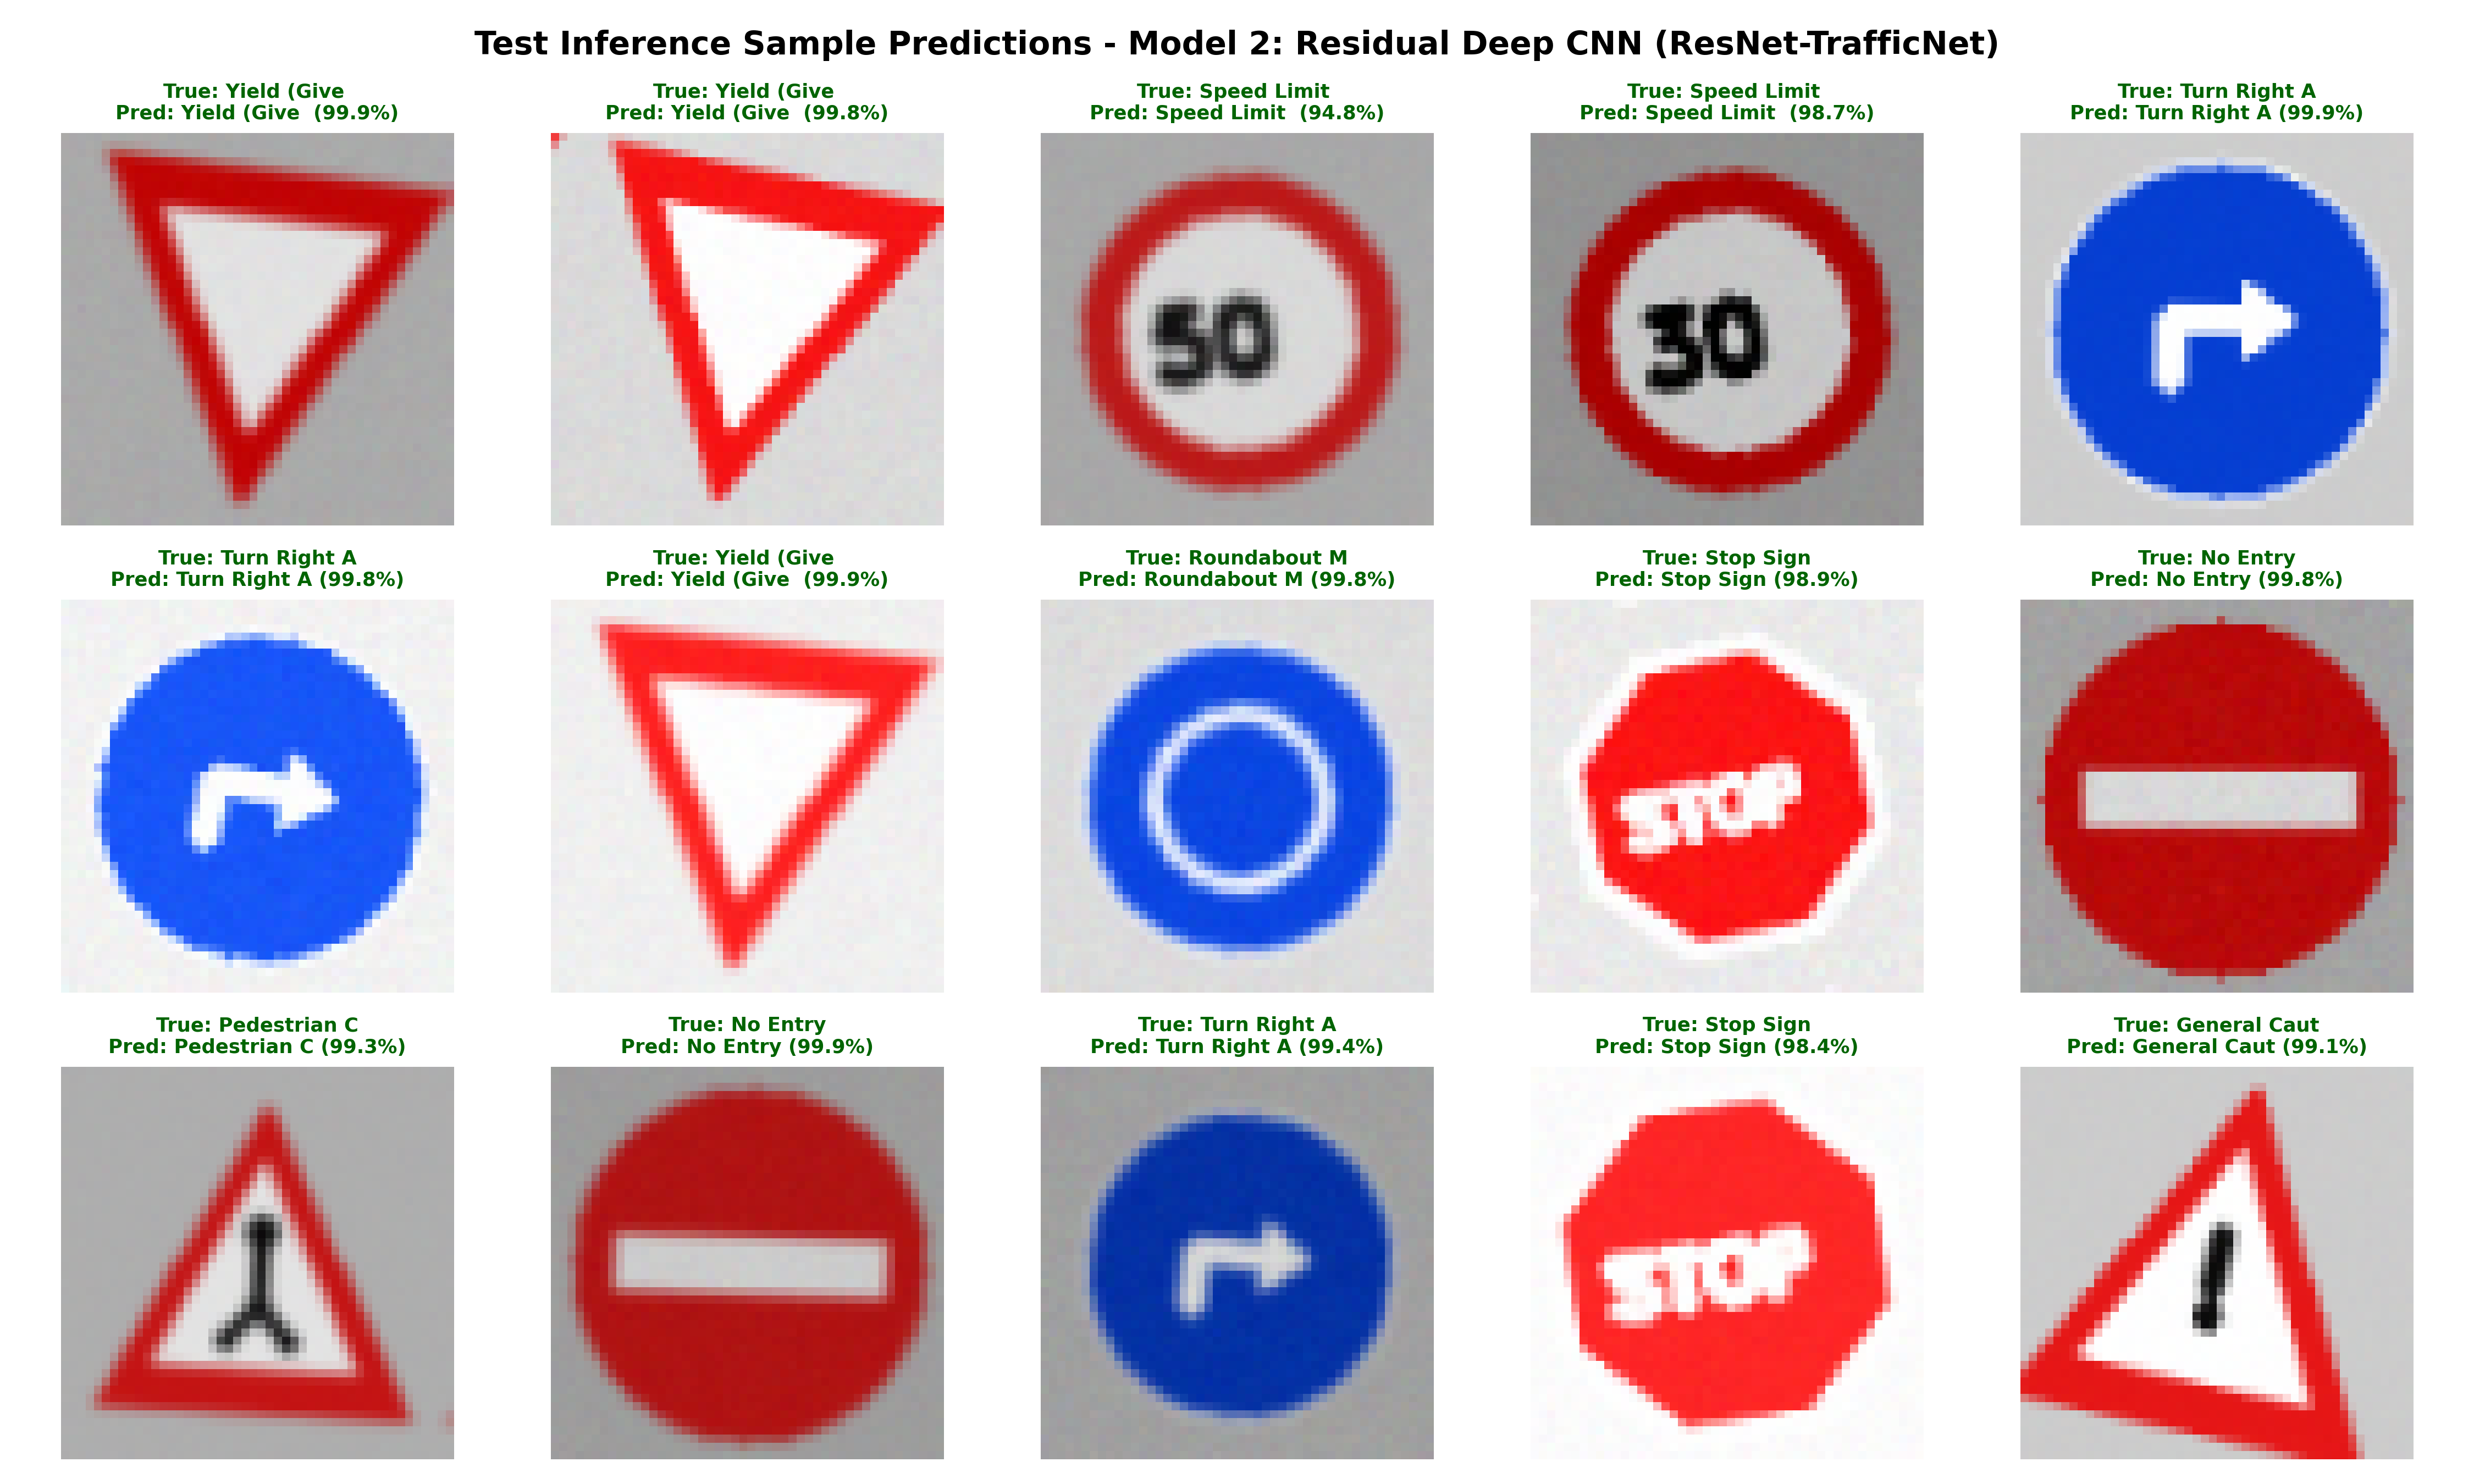 Test Inference Sample Predictions - Model 2: Residual Deep CNN (ResNet-TrafficNet)
True: Yield (Give
Pred: Yield (Give  (99.9%)
True: Yield (Give
Pred: Yield (Give  (99.8%)
True: Speed Limit
Pred: Speed Limit  (94.8%)
50
True: Speed Limit
Pred: Speed Limit  (98.7%)
30
True: Turn Right A
Pred: Turn Right A (99.9%)
True: Turn Right A
Pred: Turn Right A (99.8%)
True: Yield (Give
Pred: Yield (Give  (99.9%)
True: Roundabout M
Pred: Roundabout M (99.8%)
True: Stop Sign
Pred: Stop Sign (98.9%)
STOP
True: No Entry
Pred: No Entry (99.8%)
True: Pedestrian C
Pred: Pedestrian C (99.3%)
True: No Entry
Pred: No Entry (99.9%)
True: Turn Right A
Pred: Turn Right A (99.4%)
True: Stop Sign
Pred: Stop Sign (98.4%)
STOP
True: General Caut
Pred: General Caut (99.1%)
!